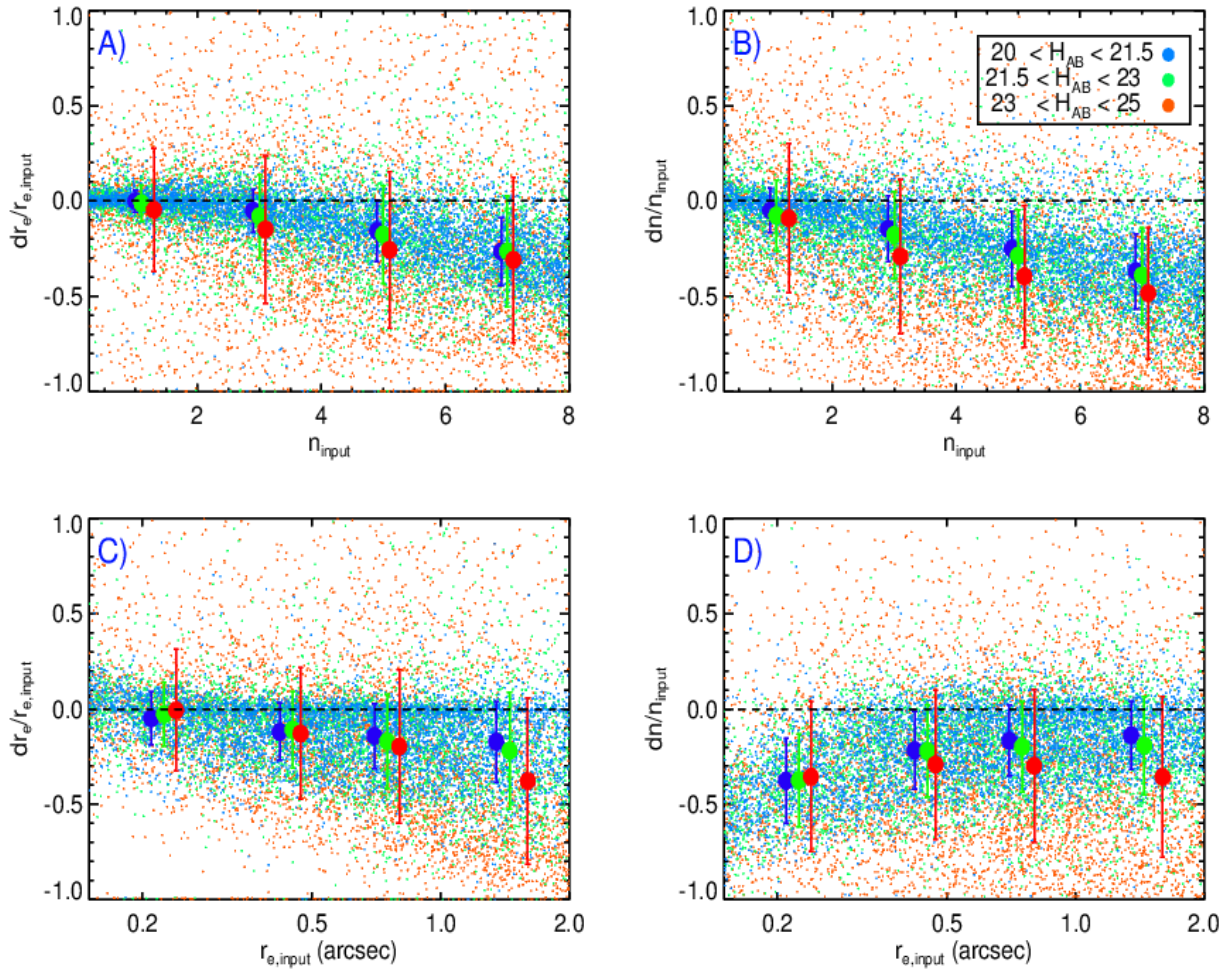 A)
1.0
0.5
0.0
-0.5
-1.0
dr_e/r_e,input
2 4 6 8
n_input
B)
20 < H_AB < 21.5
21.5 < H_AB < 23
23 < H_AB < 25
1.0
0.5
0.0
-0.5
-1.0
dn/n_input
2 4 6 8
n_input
C)
1.0
0.5
0.0
-0.5
-1.0
dr_e/r_e,input
0.2 0.5 1.0 2.0
r_e,input (arcsec)
D)
1.0
0.5
0.0
-0.5
-1.0
dn/n_input
0.2 0.5 1.0 2.0
r_e,input (arcsec)